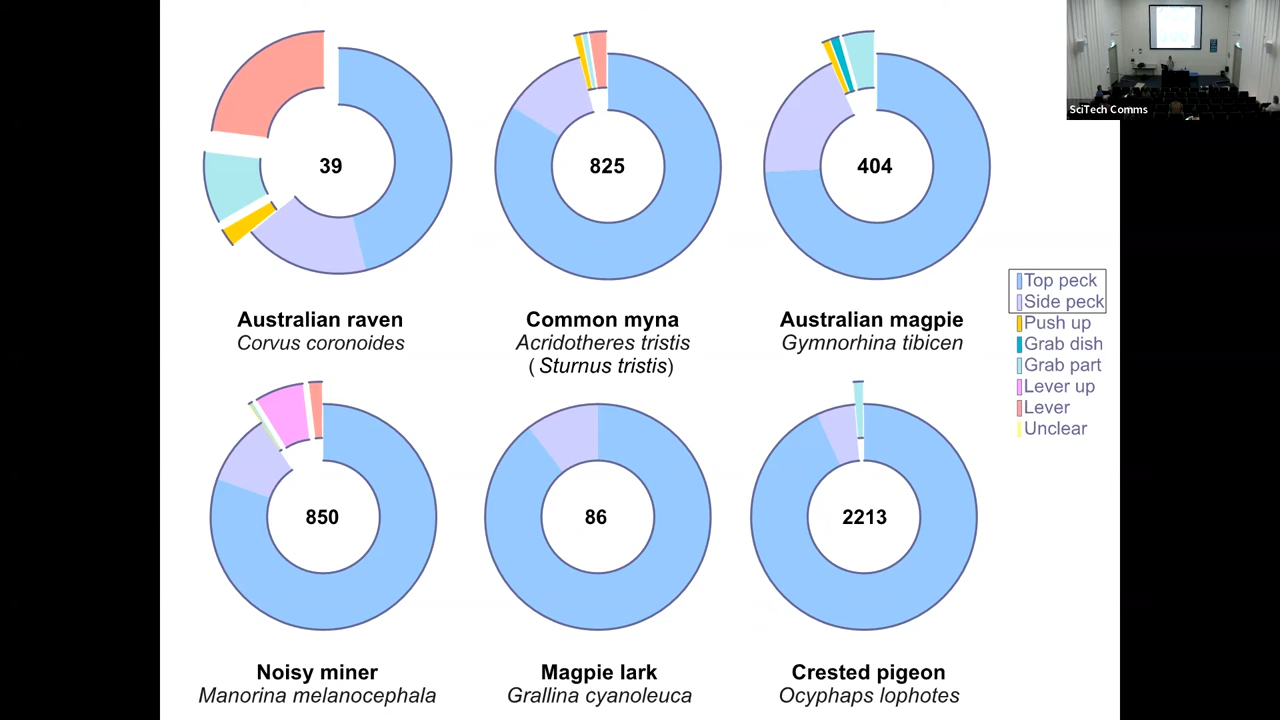 SciTech Comms
39
825
404
Australian raven
Corvus coronoides
Common myna
Acridotheres tristis
( Sturnus tristis)
Australian magpie
Gymnorhina tibicen
Top peck
Side peck
Push up
Grab dish
Grab part
Lever up
Lever
Unclear
850
86
2213
Noisy miner
Manorina melanocephala
Magpie lark
Grallina cyanoleuca
Crested pigeon
Ocyphaps lophotes